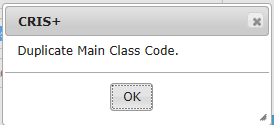 CRIS+
Duplicate Main Class Code.
OK